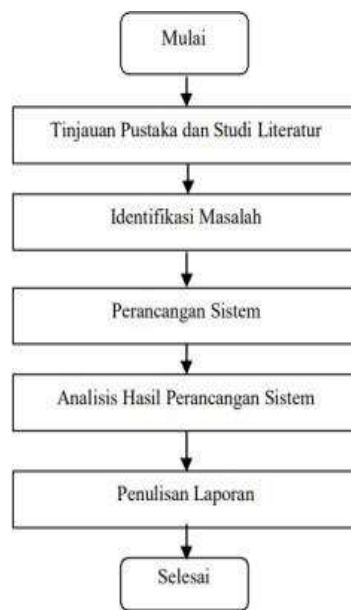 Mulai
Tinjauan Pustaka dan Studi Literatur
Identifikasi Masalah
Perancangan Sistem
Analisis Hasil Perancangan Sistem
Penulisan Laporan
Selesai